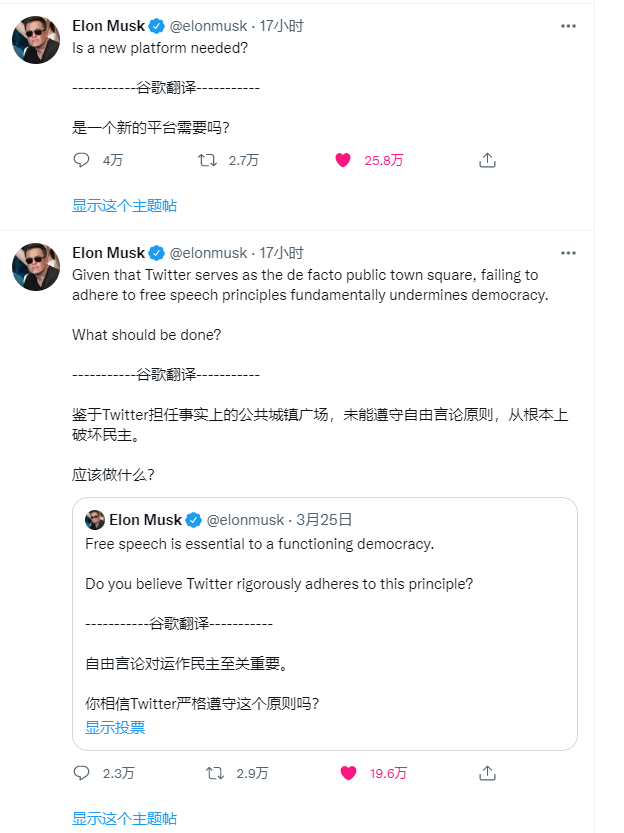 Elon Musk @elonmusk · 17小时
Is a new platform needed?
-----------谷歌翻译-----------
是一个新的平台需要吗?
4万 2.7万 25.8万
显示这个主题帖
Elon Musk @elonmusk · 17小时
Given that Twitter serves as the de facto public town square, failing to
adhere to free speech principles fundamentally undermines democracy.
What should be done?
-----------谷歌翻译-----------
鉴于Twitter担任事实上的公共城镇广场，未能遵守自由言论原则，从根本上
破坏民主。
应该做什么?
Elon Musk @elonmusk · 3月25日
Free speech is essential to a functioning democracy.
Do you believe Twitter rigorously adheres to this principle?
-----------谷歌翻译-----------
自由言论对运作民主至关重要。
你相信Twitter严格遵守这个原则吗?
显示投票
2.3万 2.9万 19.6万
显示这个主题帖